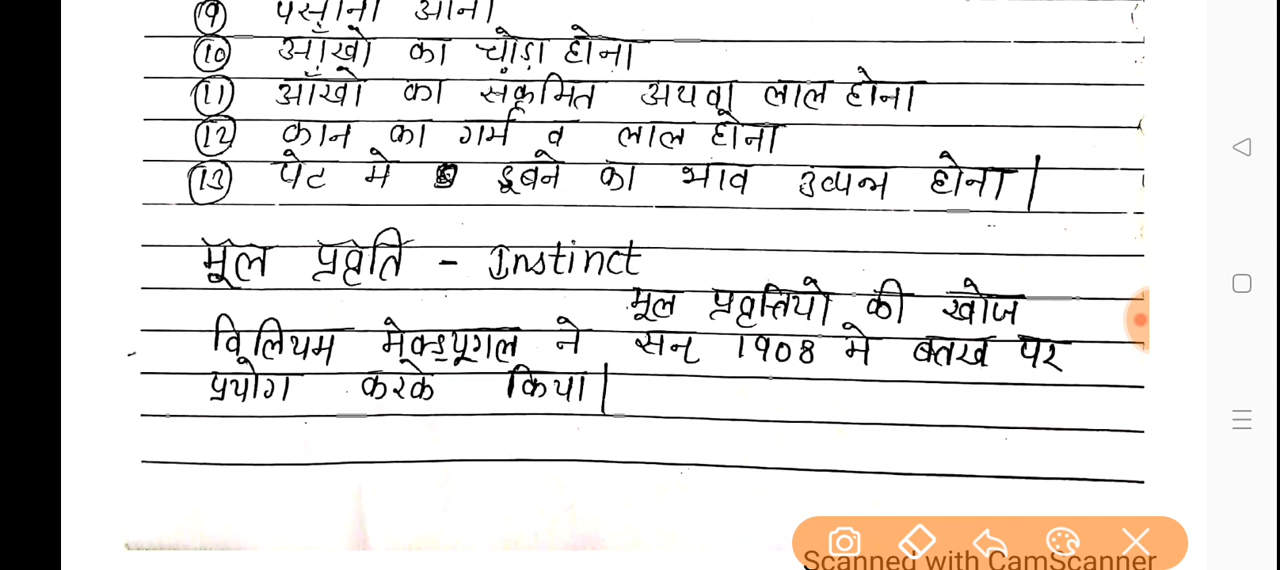 (9) पसीना आना
(10) आँखो का चोड़ा होना
(11) आँखो का संक्रमित अथवा लाल होना
(12) कान का गर्म व लाल होना
(13) पेट मे डूबने का भाव उत्पन्न होना |
मूल प्रवृति - Instinct
मूल प्रवृत्तियो की खोज
विलियम मेक्ड्यूगल ने सन् 1908 मे बतख पर
प्रयोग करके किया |
Scanned with CamScanner